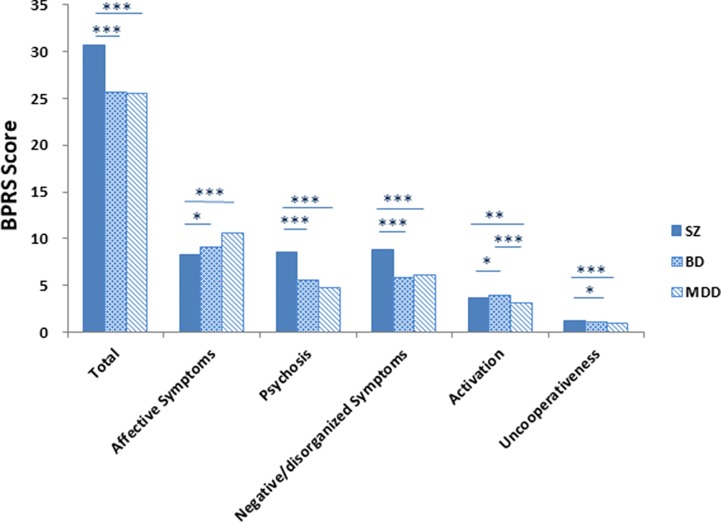 35
30
25
20
15
10
5
0
BPRS Score
***
***
***
*
***
***
***
***
**
***
*
***
*
Total
Affective Symptoms
Psychosis
Negative/disorganized Symptoms
Activation
Uncooperativeness
SZ
BD
MDD